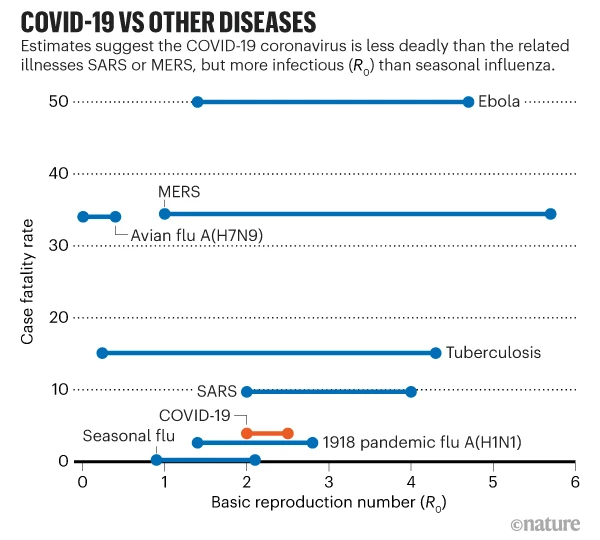 COVID-19 VS OTHER DISEASES
Estimates suggest the COVID-19 coronavirus is less deadly than the related
illnesses SARS or MERS, but more infectious (R0) than seasonal influenza.
50
Ebola
40
MERS
Avian flu A(H7N9)
30
Case fatality rate
20
Tuberculosis
10
SARS
COVID-19
Seasonal flu
1918 pandemic flu A(H1N1)
0
0 1 2 3 4 5 6
Basic reproduction number (R0)
©nature